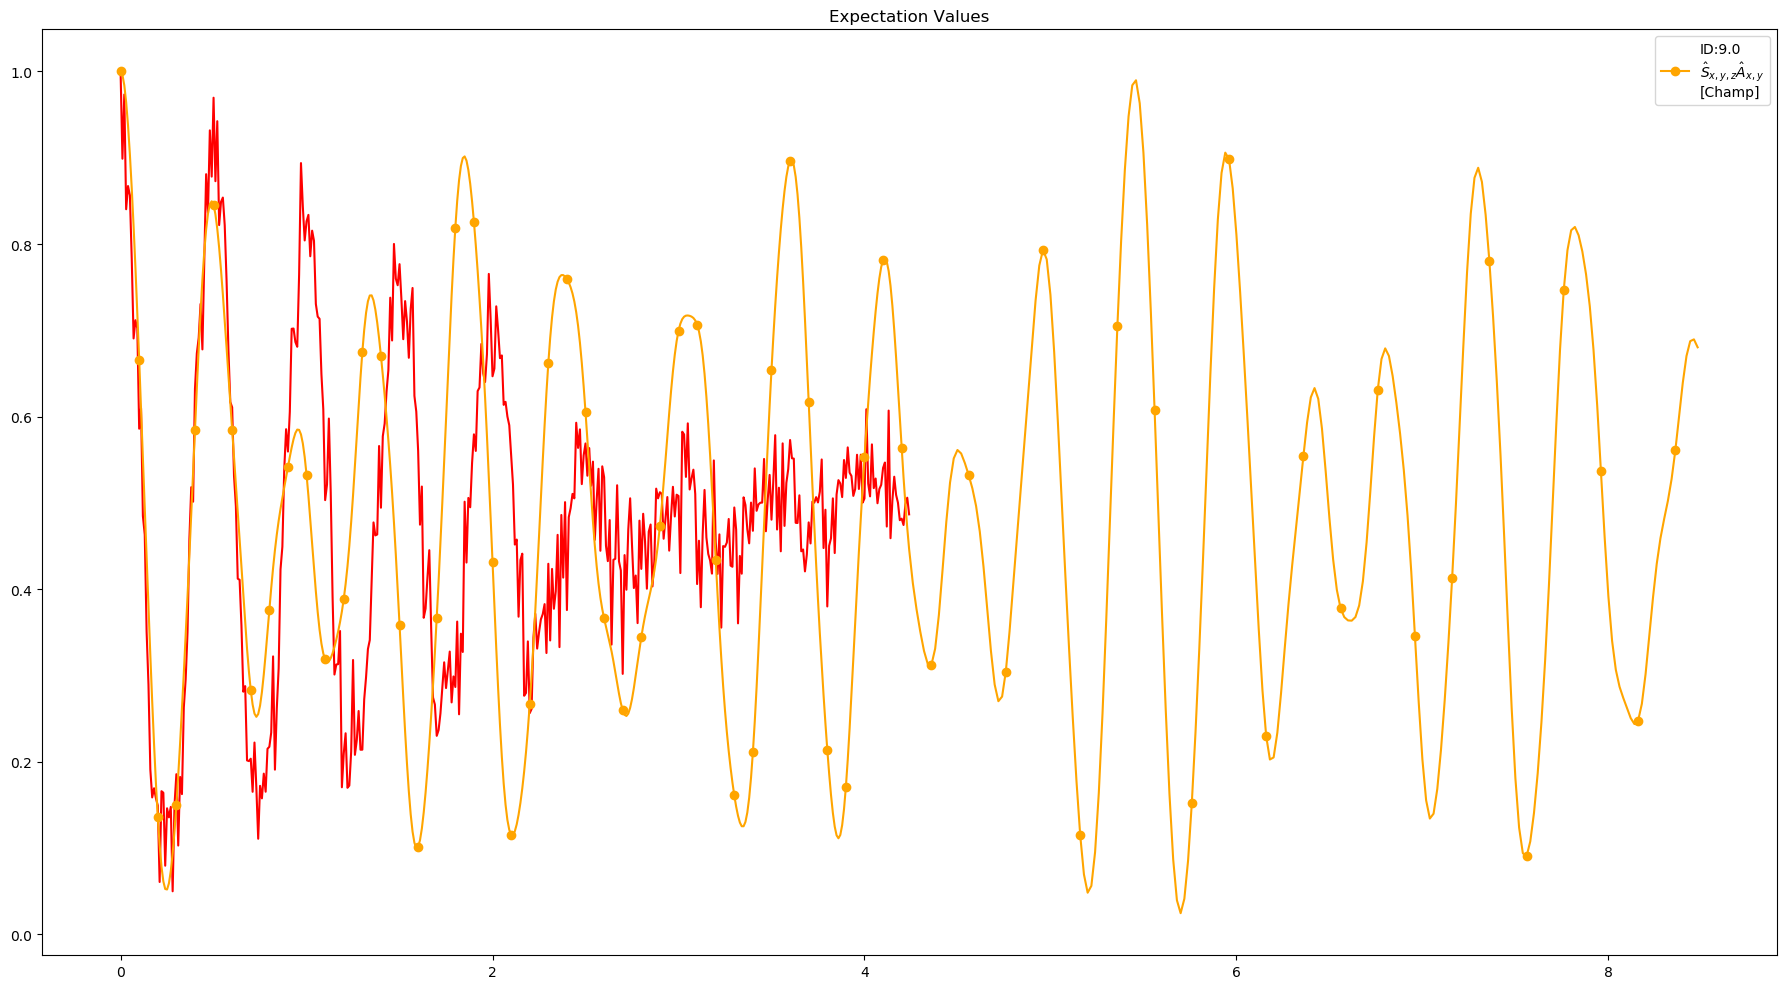 Expectation Values
ID:9.0
$\hat{S}_{x,y,z}\hat{A}_{x,y}$
[Champ]
1.0
0.8
0.6
0.4
0.2
0.0
0 2 4 6 8